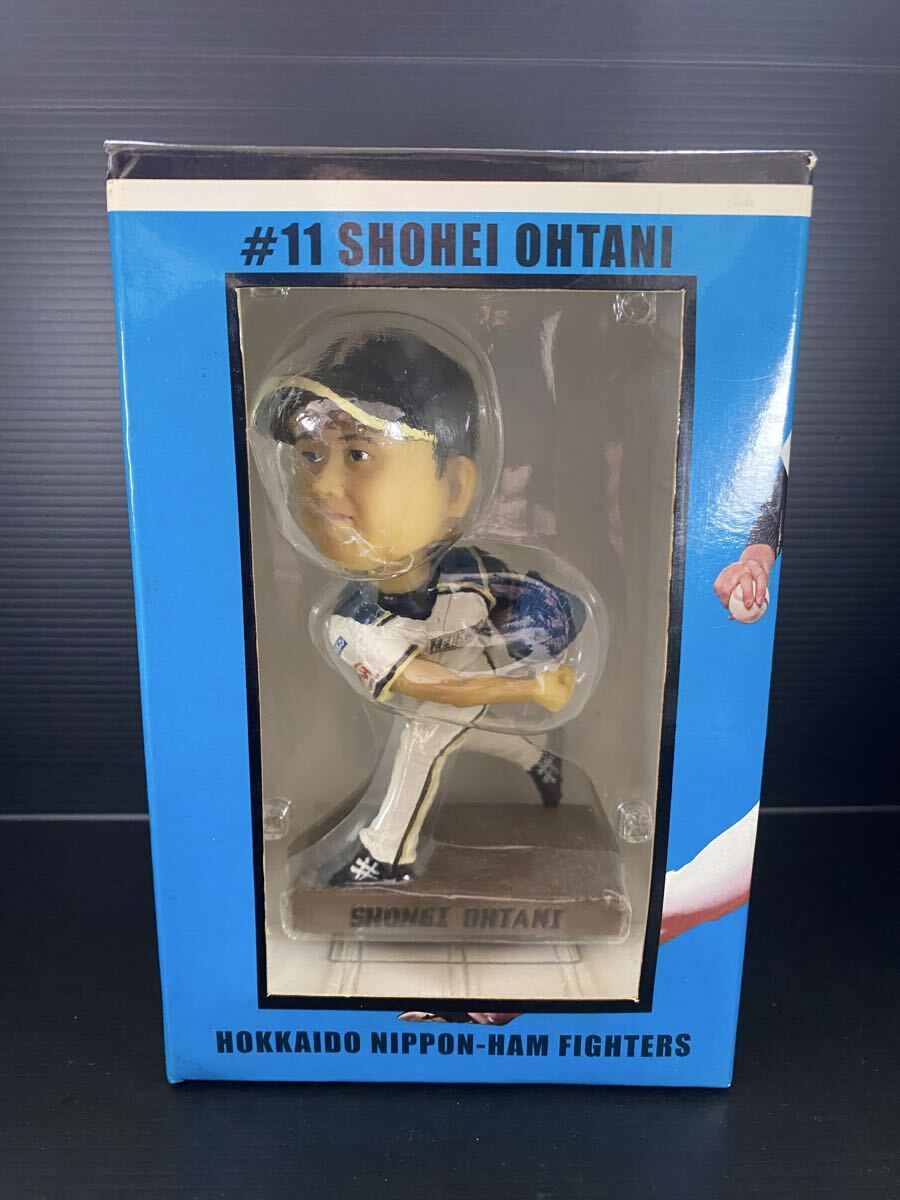 #11 SHOHEI OHTANI
SHOHEI OHTANI
HOKKAIDO NIPPON-HAM FIGHTERS